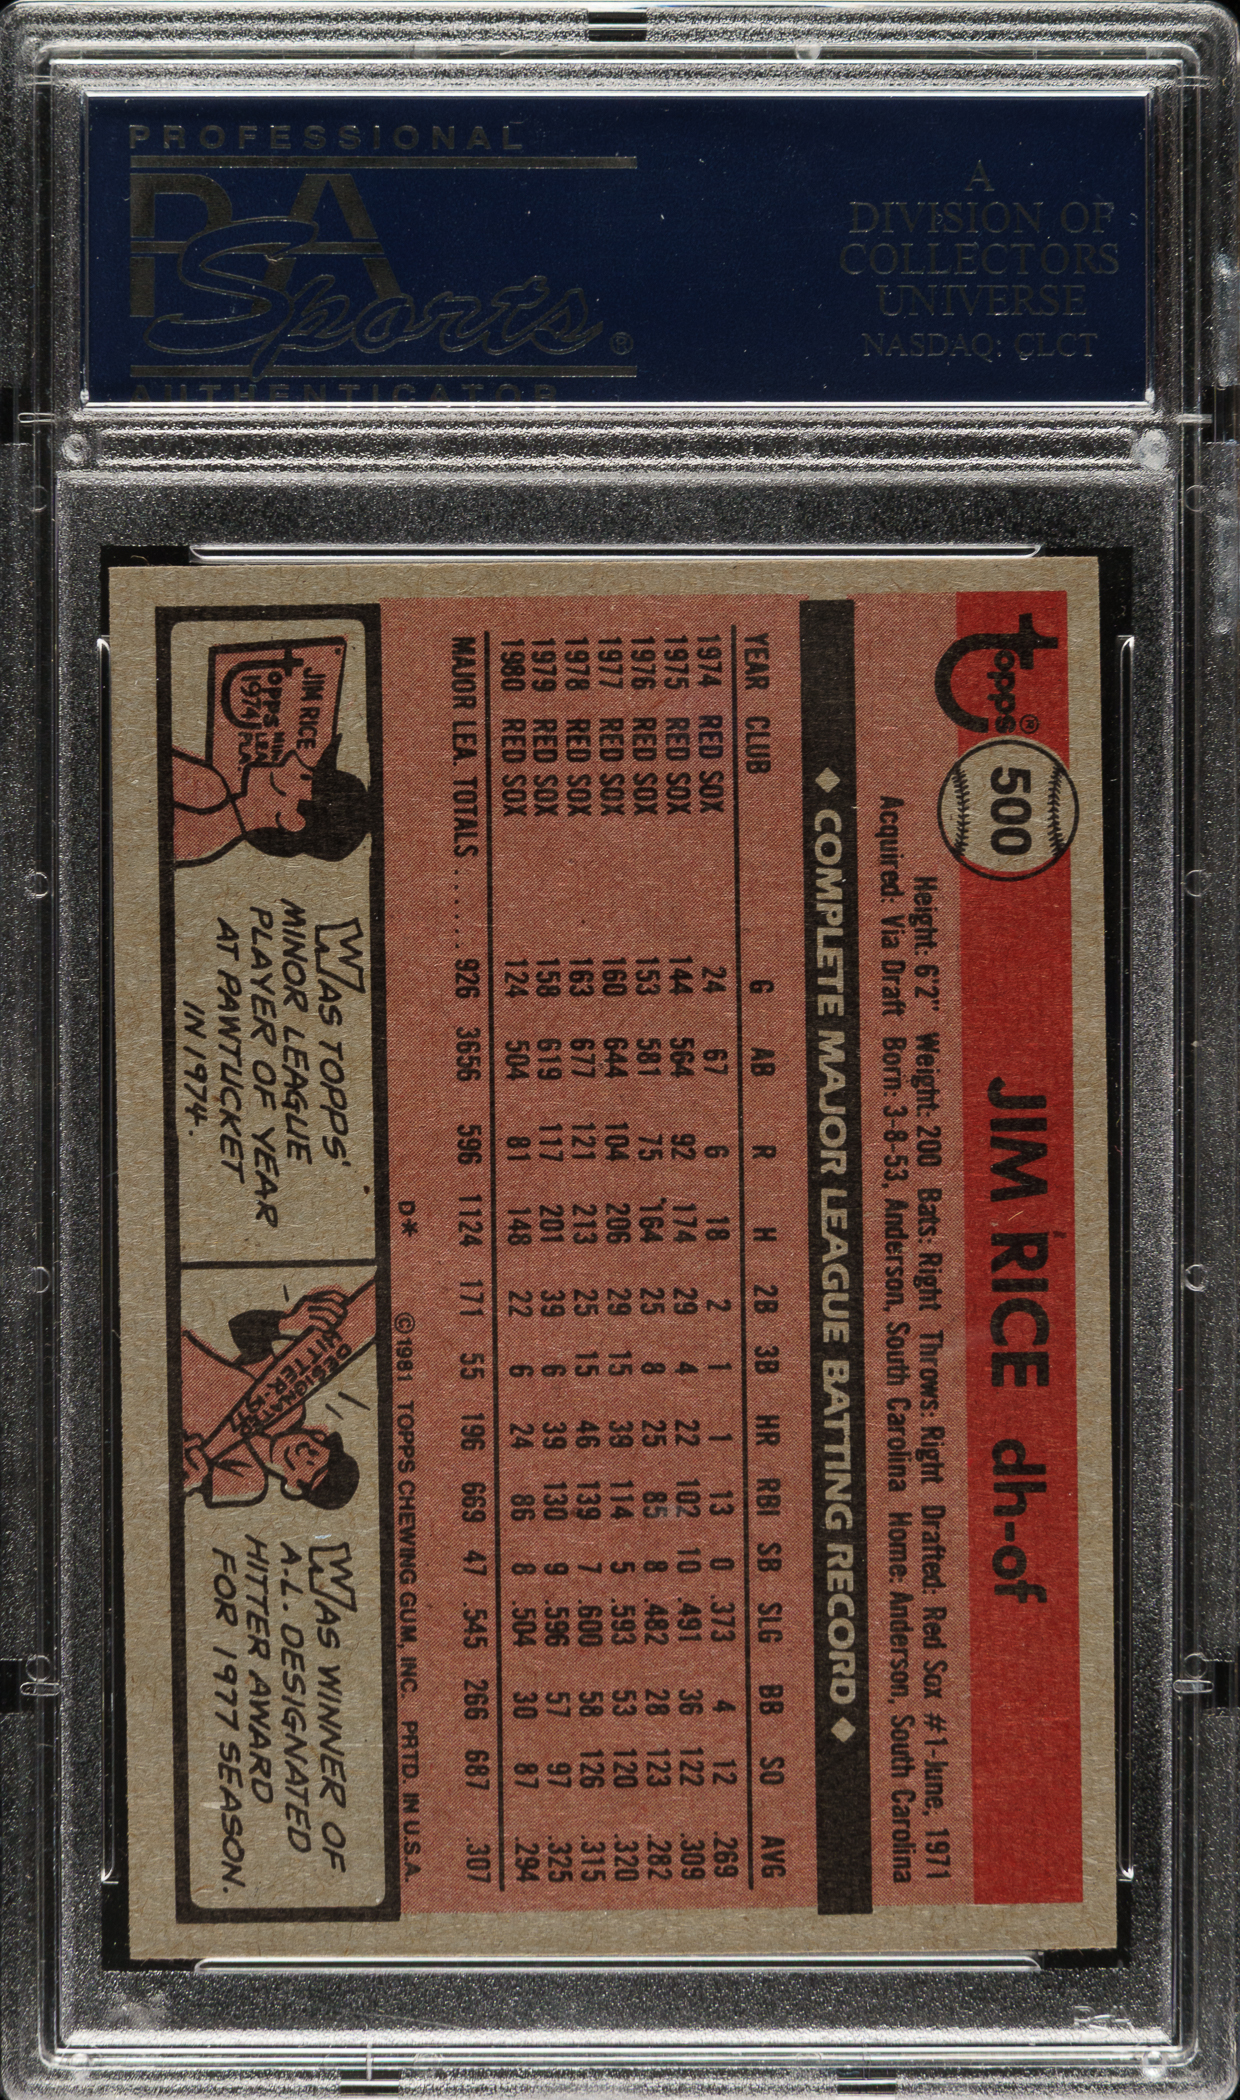 PROFESSIONAL
PSA
Sports®
AUTHENTICATOR
A
DIVISION OF
COLLECTORS
UNIVERSE
NASDAQ: CLCT
topps®
500
JIM RICE dh-of
Height: 6'2" Weight: 200 Bats: Right Throws: Right Drafted: Red Sox #1-June, 1971
Acquired: Via Draft Born: 3-8-53, Anderson, South Carolina Home: Anderson, South Carolina
◆ COMPLETE MAJOR LEAGUE BATTING RECORD ◆
YEAR CLUB G AB R H 2B 3B HR RBI SB SLG BB SO AVG
1974 RED SOX 24 67 6 18 2 1 1 13 0 .373 4 12 .269
1975 RED SOX 144 564 92 174 29 4 22 102 10 .491 36 122 .309
1976 RED SOX 153 581 75 164 25 8 25 85 8 .482 28 123 .282
1977 RED SOX 160 644 104 206 29 15 39 114 5 .593 53 120 .320
1978 RED SOX 163 677 121 213 25 15 46 139 7 .600 58 126 .315
1979 RED SOX 158 619 117 201 39 6 39 130 9 .596 57 97 .325
1980 RED SOX 124 504 81 148 22 6 24 86 8 .504 30 87 .294
MAJOR LEA. TOTALS...... 926 3656 596 1124 171 55 196 669 47 .545 266 687 .307
D* ©1981 TOPPS CHEWING GUM, INC. PRTD. IN U.S.A.
JIM RICE
TOPPS MIN.
LEA.
1974 PLA
WAS TOPPS'
MINOR LEAGUE
PLAYER OF YEAR
AT PAWTUCKET
IN 1974.
DESIGNATED
HITTER-1977
WAS WINNER OF
A.L. DESIGNATED
HITTER AWARD
FOR 1977 SEASON.